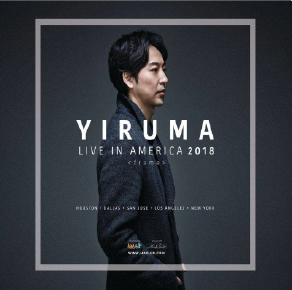 YIRUMA
LIVE IN AMERICA 2018
HOUSTON • DALLAS • SAN JOSE • LOS ANGELES • NEW YORK